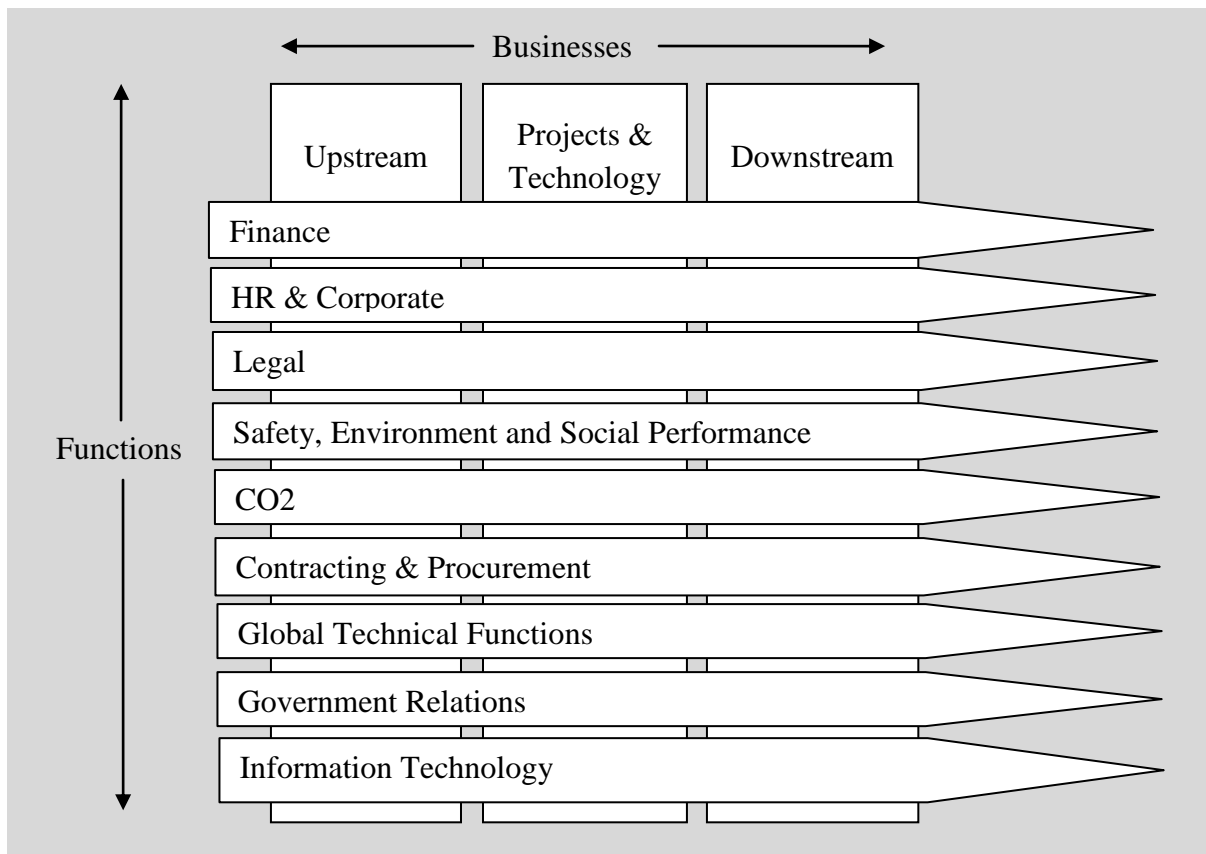 Businesses
Upstream
Projects &
Technology
Downstream
Finance
HR & Corporate
Legal
Safety, Environment and Social Performance
Functions
CO2
Contracting & Procurement
Global Technical Functions
Government Relations
Information Technology